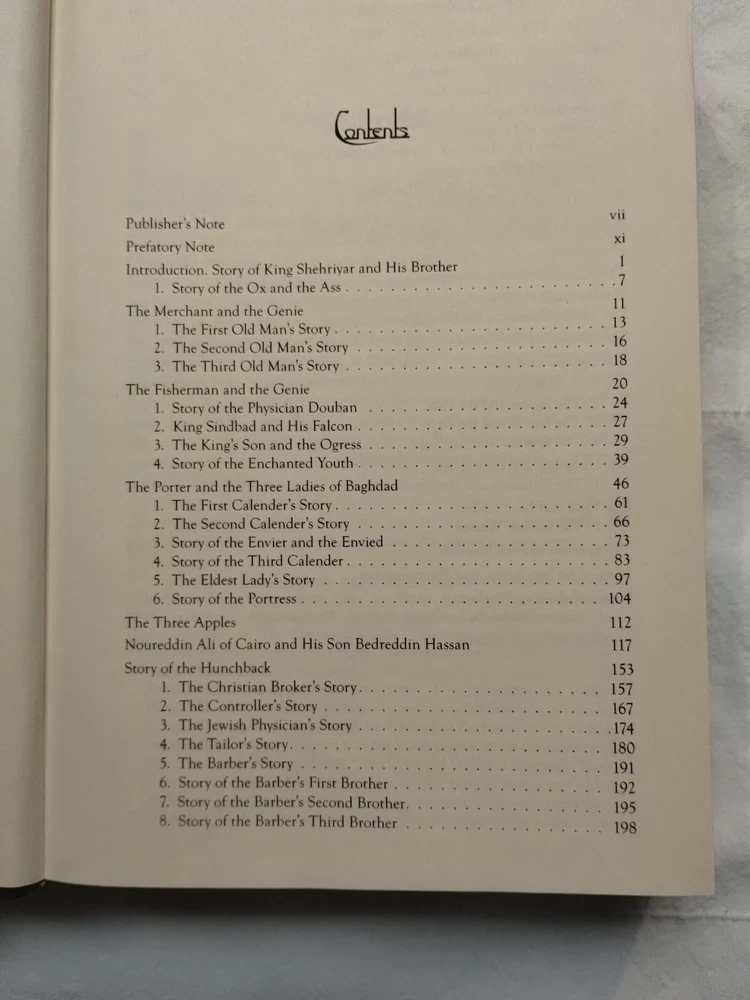 Contents
Publisher's Note vii
Prefatory Note xi
Introduction. Story of King Shehriyar and His Brother 1
1. Story of the Ox and the Ass . . . . . . . . . . . . . . . . . . . . . . . . 7
The Merchant and the Genie 11
1. The First Old Man's Story . . . . . . . . . . . . . . . . . . . . . . . . 13
2. The Second Old Man's Story . . . . . . . . . . . . . . . . . . . . . . 16
3. The Third Old Man's Story . . . . . . . . . . . . . . . . . . . . . . . 18
The Fisherman and the Genie 20
1. Story of the Physician Douban . . . . . . . . . . . . . . . . . . . . . 24
2. King Sindbad and His Falcon . . . . . . . . . . . . . . . . . . . . . . 27
3. The King's Son and the Ogress . . . . . . . . . . . . . . . . . . . . . 29
4. Story of the Enchanted Youth . . . . . . . . . . . . . . . . . . . . . . 39
The Porter and the Three Ladies of Baghdad 46
1. The First Calender's Story . . . . . . . . . . . . . . . . . . . . . . . . 61
2. The Second Calender's Story . . . . . . . . . . . . . . . . . . . . . . 66
3. Story of the Envier and the Envied . . . . . . . . . . . . . . . . . . . 73
4. Story of the Third Calender . . . . . . . . . . . . . . . . . . . . . . . 83
5. The Eldest Lady's Story . . . . . . . . . . . . . . . . . . . . . . . . . 97
6. Story of the Portress . . . . . . . . . . . . . . . . . . . . . . . . . . 104
The Three Apples 112
Noureddin Ali of Cairo and His Son Bedreddin Hassan 117
Story of the Hunchback 153
1. The Christian Broker's Story . . . . . . . . . . . . . . . . . . . . . . 157
2. The Controller's Story . . . . . . . . . . . . . . . . . . . . . . . . . 167
3. The Jewish Physician's Story . . . . . . . . . . . . . . . . . . . . . . 174
4. The Tailor's Story . . . . . . . . . . . . . . . . . . . . . . . . . . . 180
5. The Barber's Story . . . . . . . . . . . . . . . . . . . . . . . . . . . 191
6. Story of the Barber's First Brother . . . . . . . . . . . . . . . . . . . 192
7. Story of the Barber's Second Brother . . . . . . . . . . . . . . . . . . 195
8. Story of the Barber's Third Brother . . . . . . . . . . . . . . . . . . 198